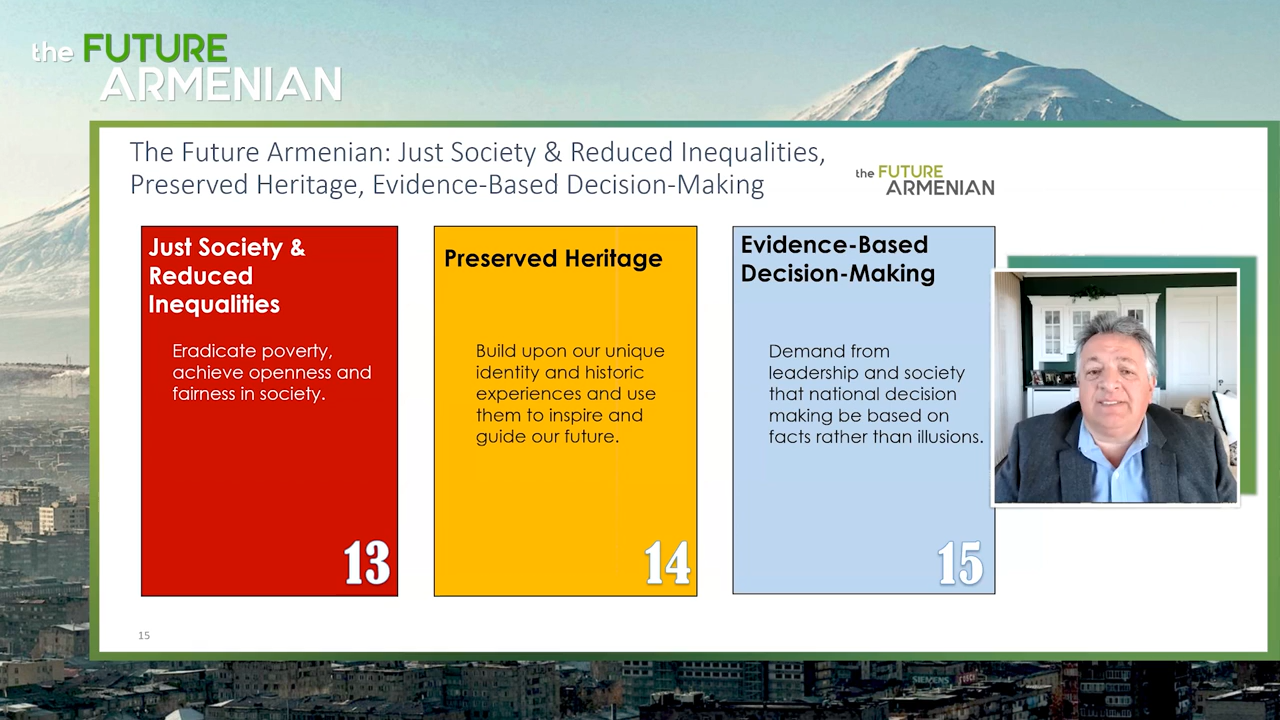 the FUTURE
ARMENIAN
The Future Armenian: Just Society & Reduced Inequalities,
Preserved Heritage, Evidence-Based Decision-Making
the FUTURE
ARMENIAN
Just Society &
Reduced
Inequalities
Eradicate poverty,
achieve openness and
fairness in society.
13
Preserved Heritage
Build upon our unique
identity and historic
experiences and use
them to inspire and
guide our future.
14
Evidence-Based
Decision-Making
Demand from
leadership and society
that national decision
making be based on
facts rather than illusions.
15
15
SIEMENS